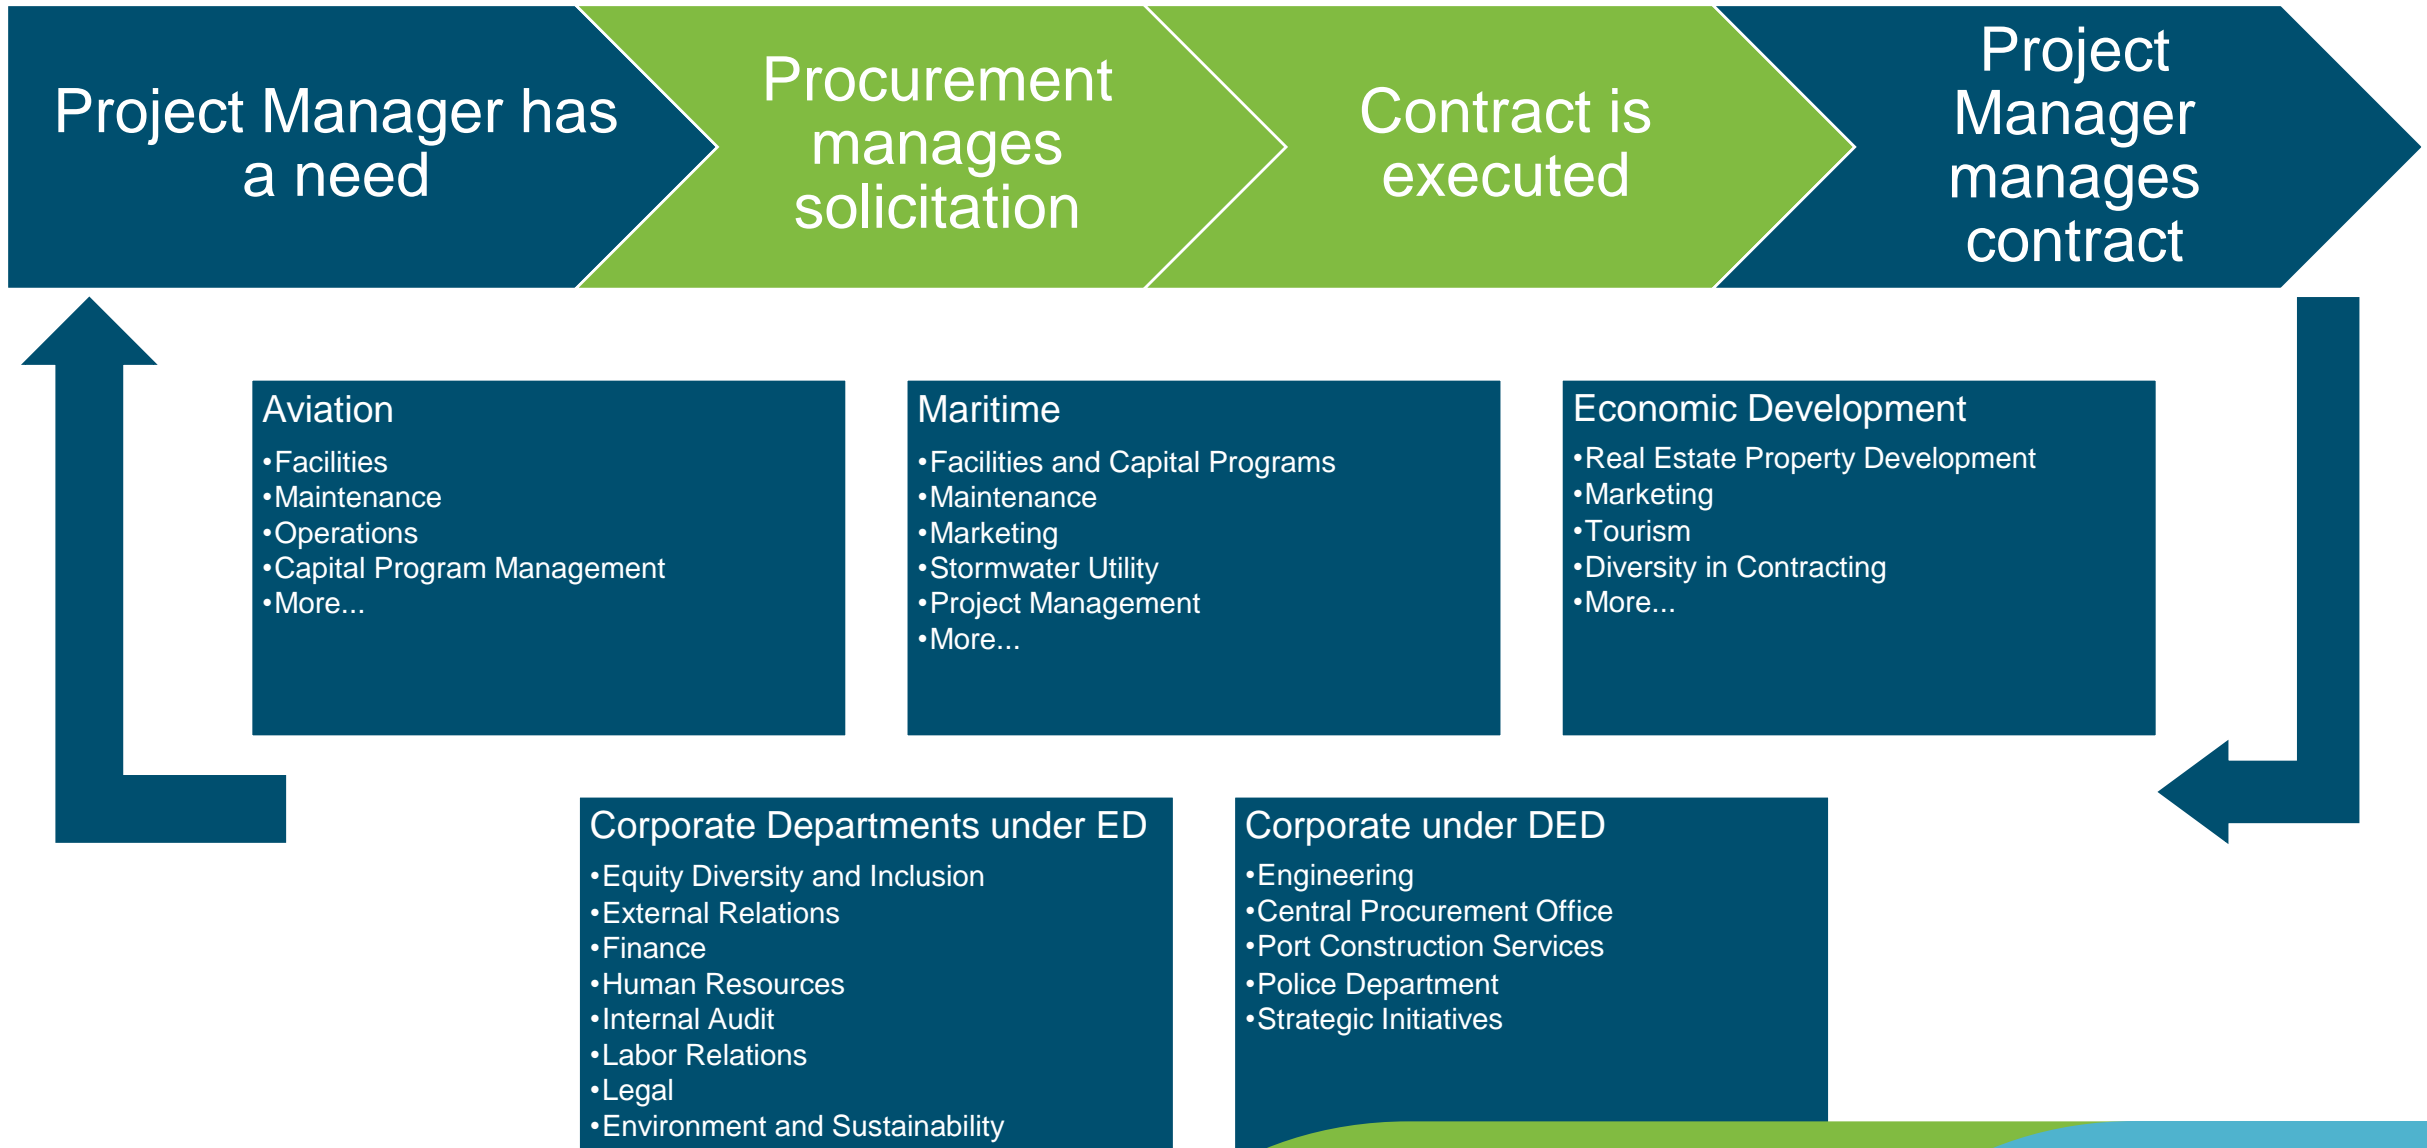 Project Manager has
a need
Procurement
manages
solicitation
Contract is
executed
Project
Manager
manages
contract
Aviation
•Facilities
•Maintenance
•Operations
•Capital Program Management
•More...
Maritime
•Facilities and Capital Programs
•Maintenance
•Marketing
•Stormwater Utility
•Project Management
•More...
Economic Development
•Real Estate Property Development
•Marketing
•Tourism
•Diversity in Contracting
•More...
Corporate Departments under ED
•Equity Diversity and Inclusion
•External Relations
•Finance
•Human Resources
•Internal Audit
•Labor Relations
•Legal
•Environment and Sustainability
Corporate under DED
•Engineering
•Central Procurement Office
•Port Construction Services
•Police Department
•Strategic Initiatives